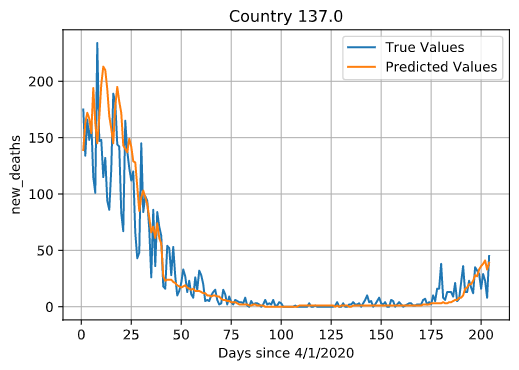 Country 137.0
True Values
Predicted Values
new_deaths
200
150
100
50
0
0 25 50 75 100 125 150 175 200
Days since 4/1/2020